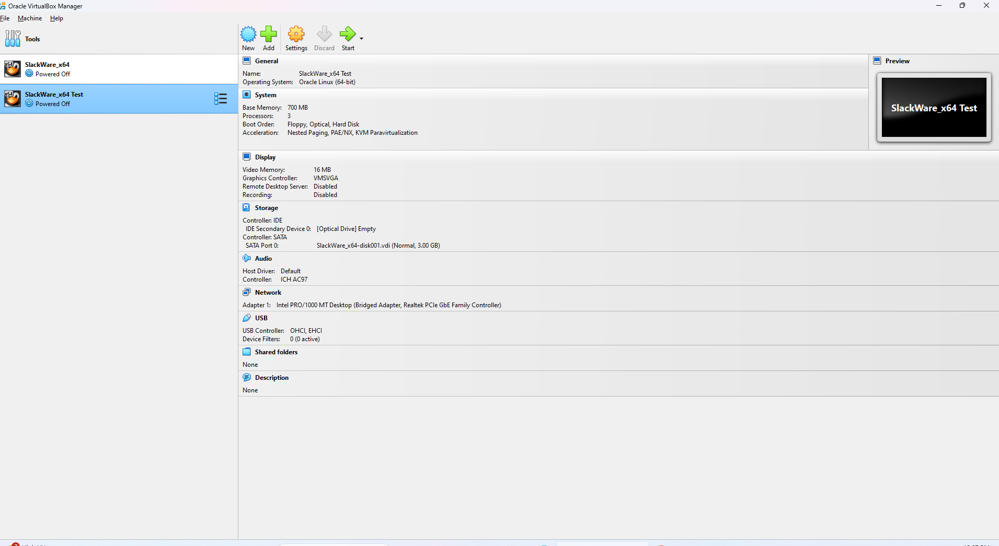 Oracle VirtualBox Manager
File Machine Help
Tools
New Add Settings Discard Start
x64 SlackWare_x64
Powered Off
x64 SlackWare_x64 Test
Powered Off
General
Name: SlackWare_x64 Test
Operating System: Oracle Linux (64-bit)
Preview
SlackWare_x64 Test
System
Base Memory: 700 MB
Processors: 3
Boot Order: Floppy, Optical, Hard Disk
Acceleration: Nested Paging, PAE/NX, KVM Paravirtualization
Display
Video Memory: 16 MB
Graphics Controller: VMSVGA
Remote Desktop Server: Disabled
Recording: Disabled
Storage
Controller: IDE
IDE Secondary Device 0: [Optical Drive] Empty
Controller: SATA
SATA Port 0: SlackWare_x64-disk001.vdi (Normal, 3.00 GB)
Audio
Host Driver: Default
Controller: ICH AC97
Network
Adapter 1: Intel PRO/1000 MT Desktop (Bridged Adapter, Realtek PCIe GbE Family Controller)
USB
USB Controller: OHCI, EHCI
Device Filters: 0 (0 active)
Shared folders
None
Description
None